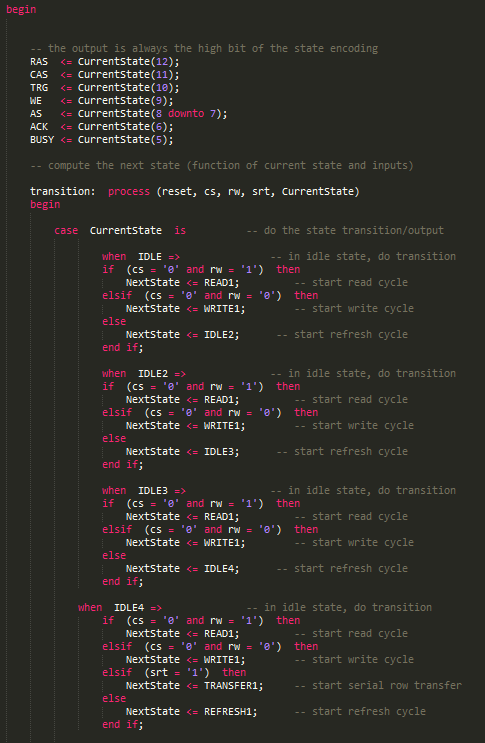 begin
-- the output is always the high bit of the state encoding
RAS <= CurrentState(12);
CAS <= CurrentState(11);
TRG <= CurrentState(10);
WE <= CurrentState(9);
AS <= CurrentState(8 downto 7);
ACK <= CurrentState(6);
BUSY <= CurrentState(5);
-- compute the next state (function of current state and inputs)
transition: process (reset, cs, rw, srt, CurrentState)
begin
case CurrentState is -- do the state transition/output
when IDLE => -- in idle state, do transition
if (cs = '0' and rw = '1') then
NextState <= READ1; -- start read cycle
elsif (cs = '0' and rw = '0') then
NextState <= WRITE1; -- start write cycle
else
NextState <= IDLE2; -- start refresh cycle
end if;
when IDLE2 => -- in idle state, do transition
if (cs = '0' and rw = '1') then
NextState <= READ1; -- start read cycle
elsif (cs = '0' and rw = '0') then
NextState <= WRITE1; -- start write cycle
else
NextState <= IDLE3; -- start refresh cycle
end if;
when IDLE3 => -- in idle state, do transition
if (cs = '0' and rw = '1') then
NextState <= READ1; -- start read cycle
elsif (cs = '0' and rw = '0') then
NextState <= WRITE1; -- start write cycle
else
NextState <= IDLE4; -- start refresh cycle
end if;
when IDLE4 => -- in idle state, do transition
if (cs = '0' and rw = '1') then
NextState <= READ1; -- start read cycle
elsif (cs = '0' and rw = '0') then
NextState <= WRITE1; -- start write cycle
elsif (srt = '1') then
NextState <= TRANSFER1; -- start serial row transfer
else
NextState <= REFRESH1; -- start refresh cycle
end if;